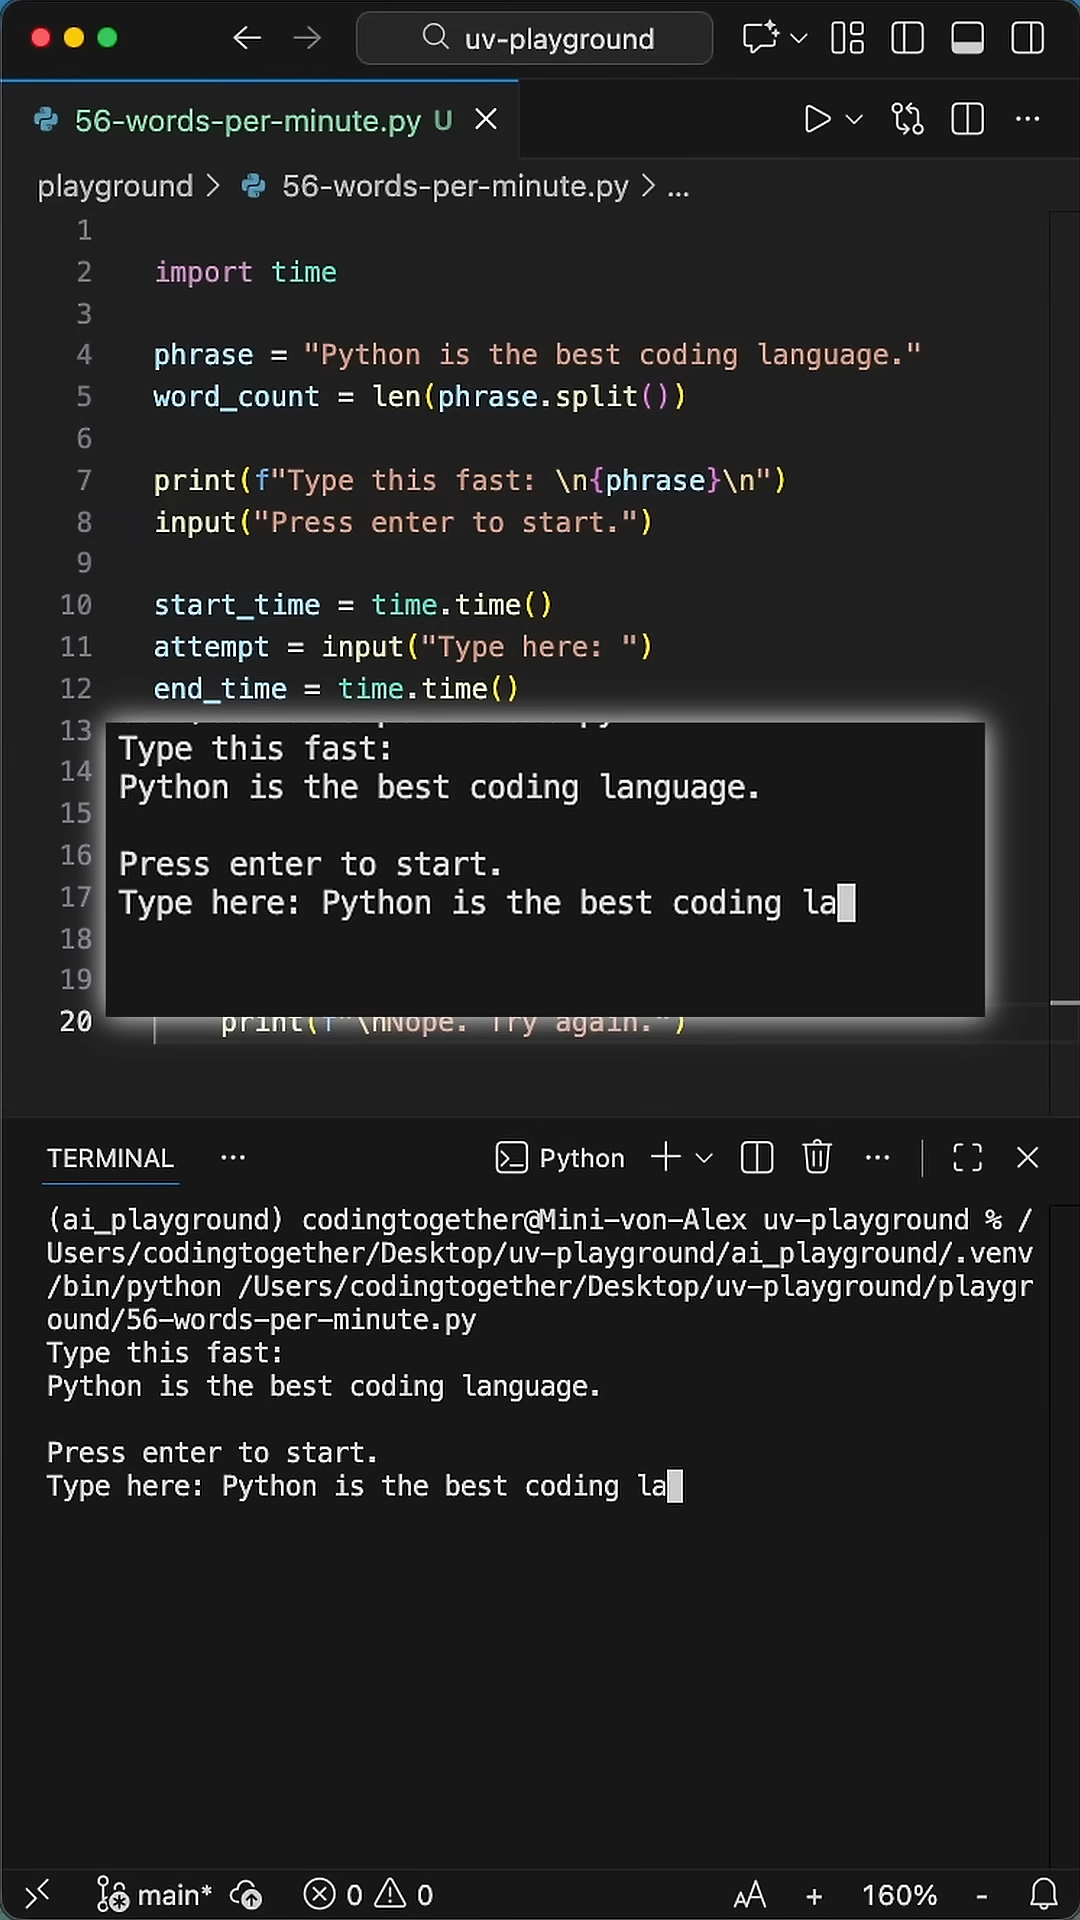 uv-playground
56-words-per-minute.py U
playground > 56-words-per-minute.py > ...
1
2 import time
3
4 phrase = "Python is the best coding language."
5 word_count = len(phrase.split())
6
7 print(f"Type this fast: \n{phrase}\n")
8 input("Press enter to start.")
9
10 start_time = time.time()
11 attempt = input("Type here: ")
12 end_time = time.time()
13
14
15
16
17
18
19
20 print(f"\nNope. Try again.")
Type this fast:
Python is the best coding language.
Press enter to start.
Type here: Python is the best coding la
TERMINAL ... Python ...
(ai_playground) codingtogether@Mini-von-Alex uv-playground % /
Users/codingtogether/Desktop/uv-playground/ai_playground/.venv
/bin/python /Users/codingtogether/Desktop/uv-playground/playgr
ound/56-words-per-minute.py
Type this fast:
Python is the best coding language.
Press enter to start.
Type here: Python is the best coding la
main* 0 0 AA + 160% -